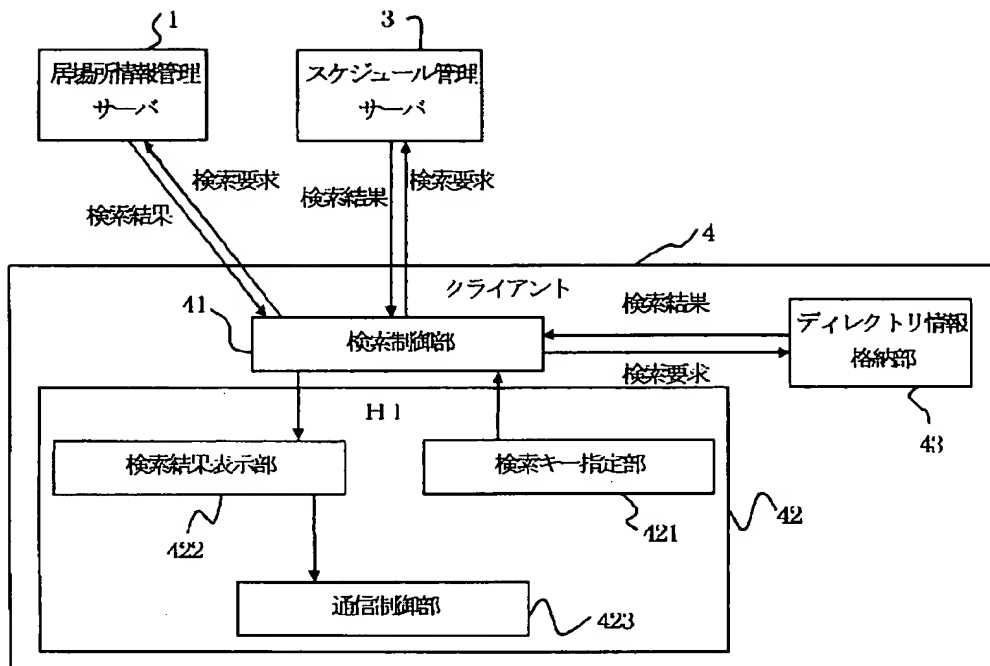 1
3
居場所情報管理
サーバ
スケジュール管理
サーバ
検索要求
検索結果
検索結果
検索要求
4
クライアント
41
検索制御部
検索結果
検索要求
ディレクトリ情報
格納部
43
HI
検索結果表示部
422
検索キー指定部
421
42
通信制御部
423